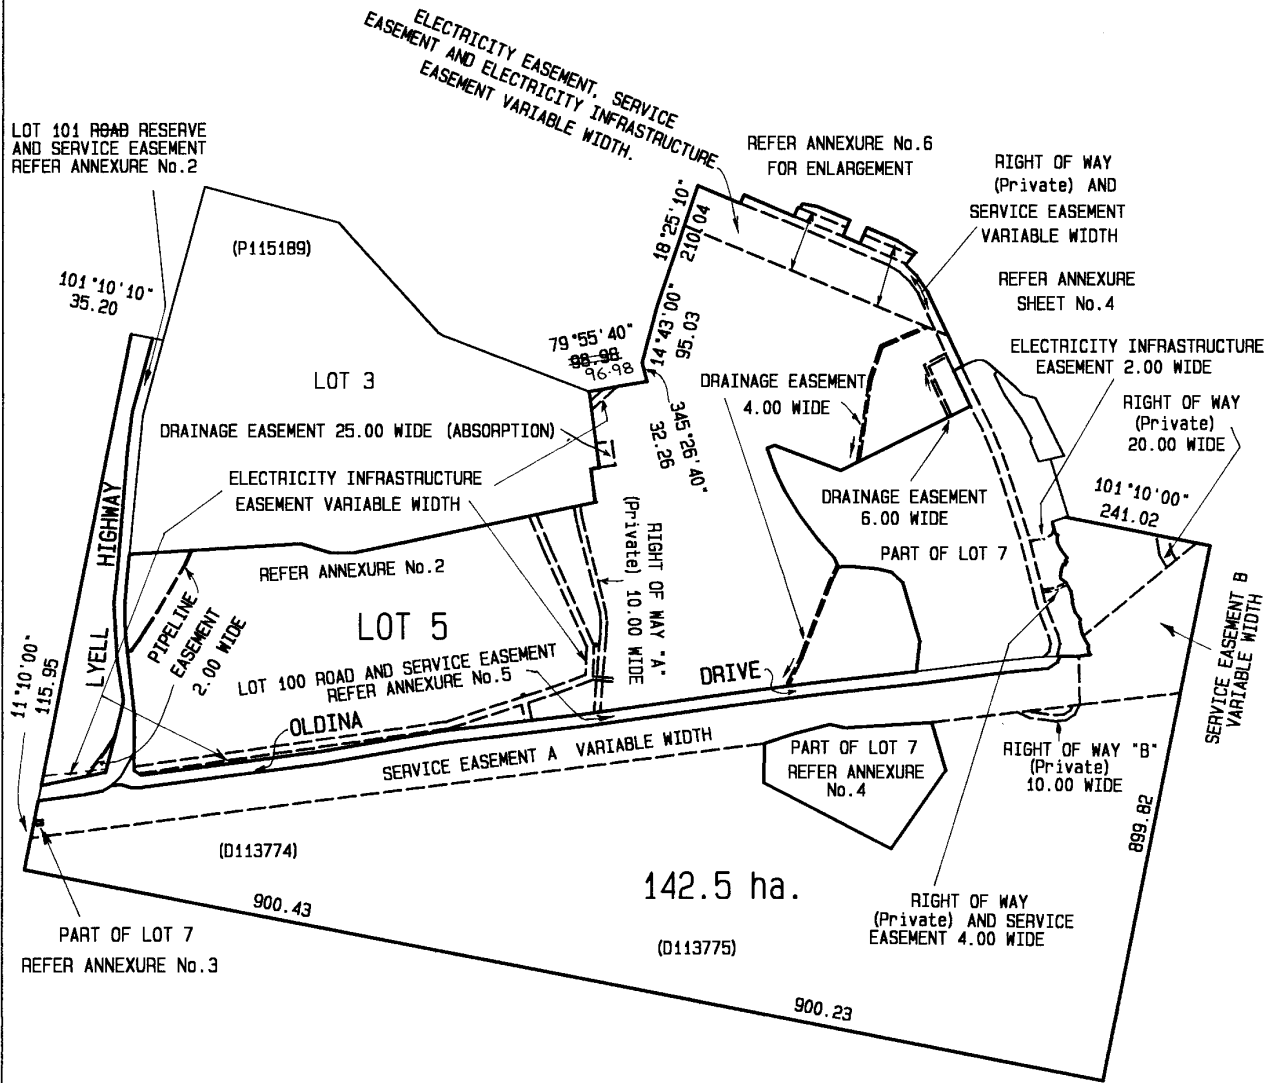 ELECTRICITY EASEMENT, SERVICE
EASEMENT AND ELECTRICITY INFRASTRUCTURE
EASEMENT VARIABLE WIDTH.
LOT 101 ROAD RESERVE
AND SERVICE EASEMENT
REFER ANNEXURE No.2
REFER ANNEXURE No.6
FOR ENLARGEMENT
RIGHT OF WAY
(Private) AND
SERVICE EASEMENT
VARIABLE WIDTH
REFER ANNEXURE
SHEET No.4
(P115189)
18°25'10"
210.04
101°10'10"
35.20
79°55'40"
98.98
96.98
14°43'00"
95.03
345°26'40"
32.26
ELECTRICITY INFRASTRUCTURE
EASEMENT 2.00 WIDE
LOT 3
DRAINAGE EASEMENT
4.00 WIDE
RIGHT OF WAY
(Private)
20.00 WIDE
DRAINAGE EASEMENT 25.00 WIDE (ABSORPTION)
ELECTRICITY INFRASTRUCTURE
EASEMENT VARIABLE WIDTH
DRAINAGE EASEMENT
6.00 WIDE
101°10'00"
241.02
LYELL HIGHWAY
REFER ANNEXURE No.2
RIGHT OF WAY "A"
(Private) 10.00 WIDE
PART OF LOT 7
PIPELINE
EASEMENT
2.00 WIDE
LOT 5
SERVICE EASEMENT B
VARIABLE WIDTH
11°10'00"
115.95
LOT 100 ROAD AND SERVICE EASEMENT
REFER ANNEXURE No.5
OLDINA DRIVE
SERVICE EASEMENT A VARIABLE WIDTH
PART OF LOT 7
REFER ANNEXURE
No.4
RIGHT OF WAY "B"
(Private)
10.00 WIDE
899.82
(D113774)
142.5 ha.
900.43
RIGHT OF WAY
(Private) AND SERVICE
EASEMENT 4.00 WIDE
PART OF LOT 7
REFER ANNEXURE No.3
(D113775)
900.23